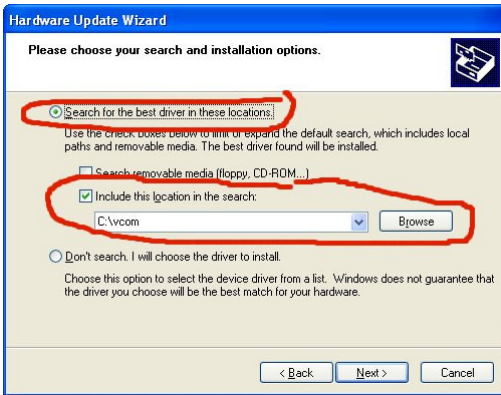 Hardware Update Wizard
Please choose your search and installation options.
Search for the best driver in these locations.
Use the check boxes below to limit or expand the default search, which includes local
paths and removable media. The best driver found will be installed.
Search removable media (floppy, CD-ROM...)
Include this location in the search:
C:\vcom
Browse
Don't search. I will choose the driver to install.
Choose this option to select the device driver from a list. Windows does not guarantee that
the driver you choose will be the best match for your hardware.
< Back
Next >
Cancel